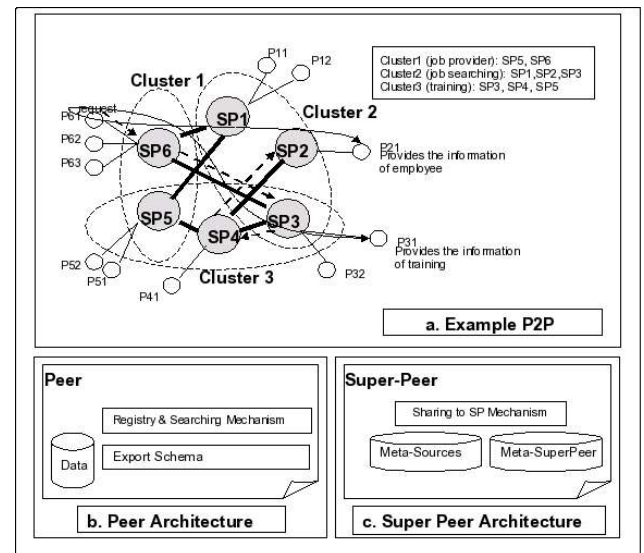 P11
P12
Cluster1 (job provider): SP5, SP6
Cluster2 (job searching): SP1,SP2,SP3
Cluster3 (training): SP3, SP4, SP5
Cluster 1
Cluster 2
request
P61
SP1
P62
SP6
SP2
P21
Provides the information
of employee
P63
SP5
SP3
SP4
P31
Provides the information
of training
P52
P51
P41
P32
Cluster 3
a. Example P2P
Peer
Registry & Searching Mechanism
Data
Export Schema
b. Peer Architecture
Super-Peer
Sharing to SP Mechanism
Meta-Sources
Meta-SuperPeer
c. Super Peer Architecture